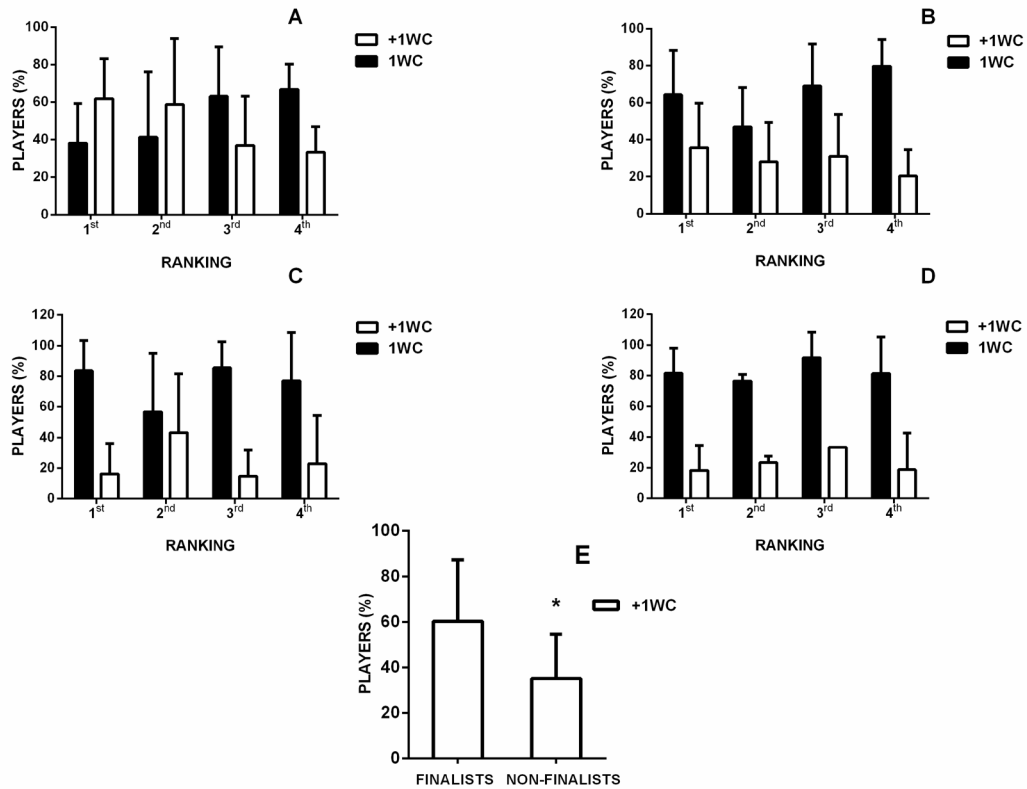 A
100
80
60
40
20
0
PLAYERS (%)
1st 2nd 3rd 4th
RANKING
+1WC
1WC
B
100
80
60
40
20
0
PLAYERS (%)
1st 2nd 3rd 4th
RANKING
+1WC
1WC
C
120
100
80
60
40
20
0
PLAYERS (%)
1st 2nd 3rd 4th
RANKING
+1WC
1WC
D
120
100
80
60
40
20
0
PLAYERS (%)
1st 2nd 3rd 4th
RANKING
+1WC
1WC
E
100
80
60
40
20
0
PLAYERS (%)
*
+1WC
FINALISTS NON-FINALISTS